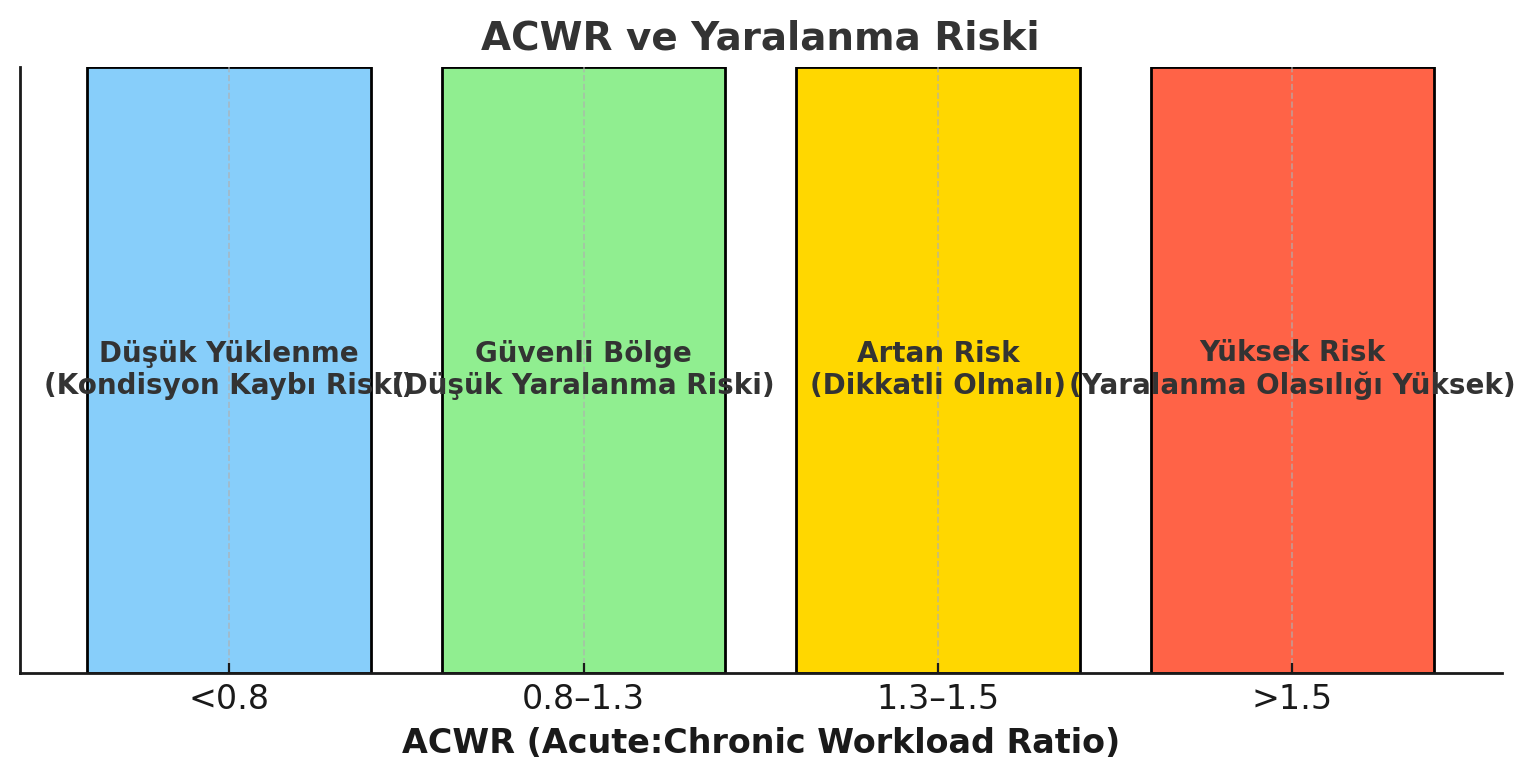 ACWR ve Yaralanma Riski
Düşük Yüklenme
(Kondisyon Kaybı Riski)
Güvenli Bölge
(Düşük Yaralanma Riski)
Artan Risk
(Dikkatli Olmalı)
Yüksek Risk
(Yaralanma Olasılığı Yüksek)
<0.8
0.8–1.3
1.3–1.5
>1.5
ACWR (Acute:Chronic Workload Ratio)